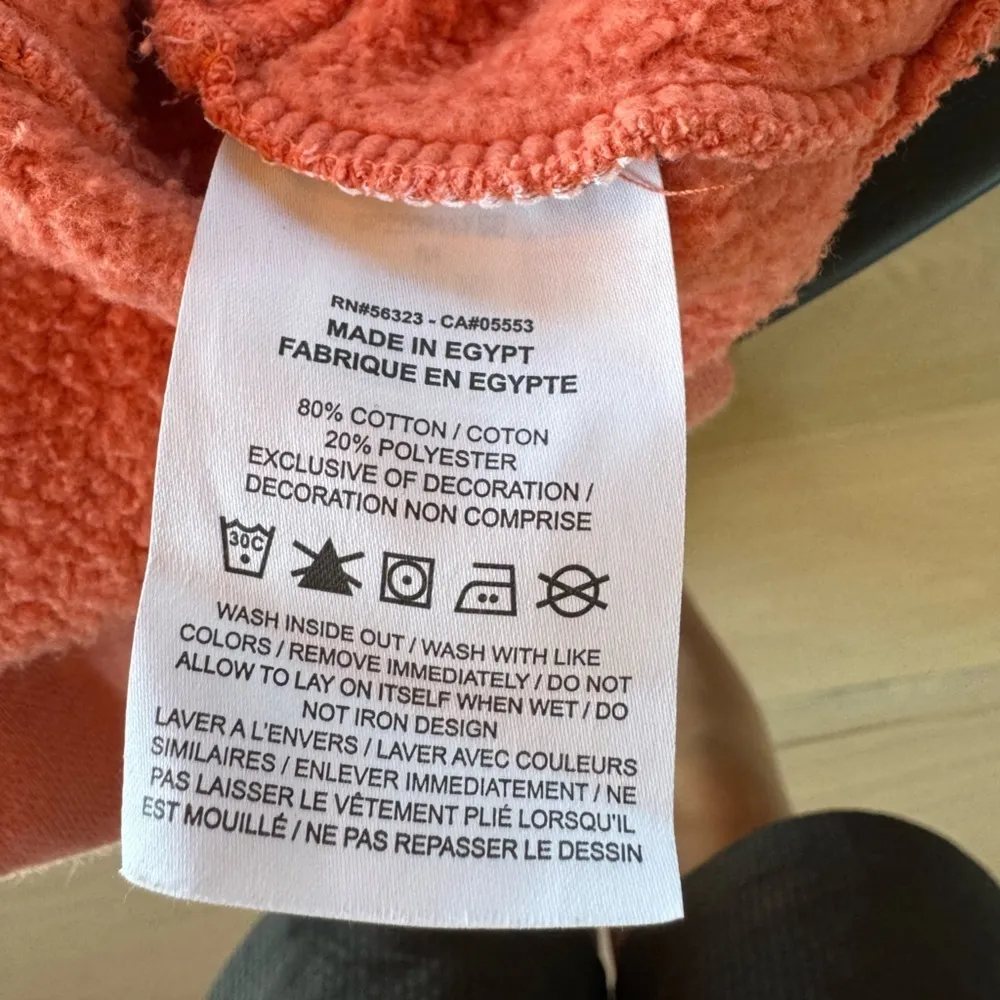 RN#56323 - CA#05553
MADE IN EGYPT
FABRIQUE EN EGYPTE
80% COTTON / COTON
20% POLYESTER
EXCLUSIVE OF DECORATION /
DECORATION NON COMPRISE
30C
WASH INSIDE OUT / WASH WITH LIKE
COLORS / REMOVE IMMEDIATELY / DO NOT
ALLOW TO LAY ON ITSELF WHEN WET / DO
NOT IRON DESIGN
LAVER A L'ENVERS / LAVER AVEC COULEURS
SIMILAIRES / ENLEVER IMMEDIATEMENT / NE
PAS LAISSER LE VÊTEMENT PLIÉ LORSQU'IL
EST MOUILLÉ / NE PAS REPASSER LE DESSIN